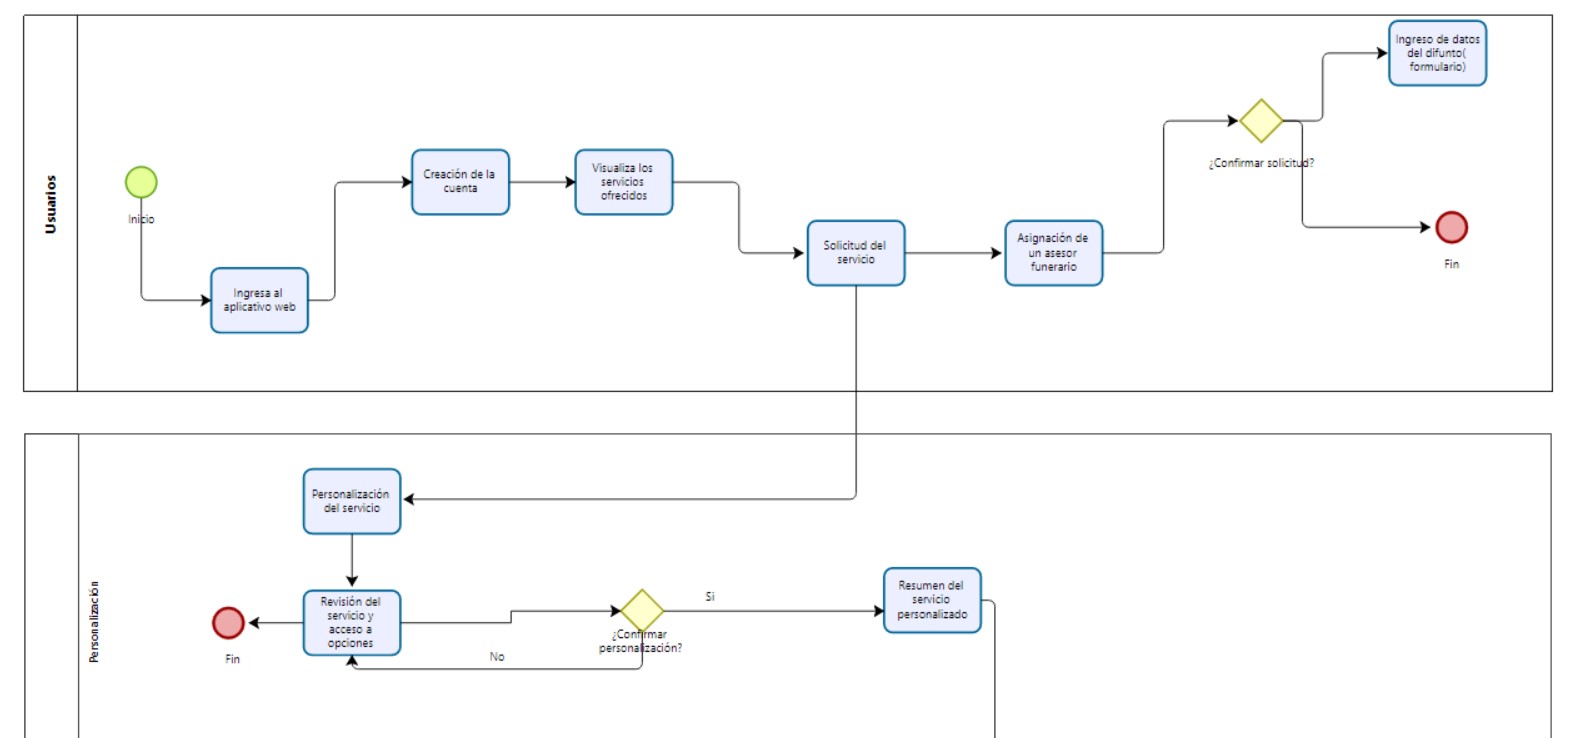 Usuarios
Inicio
Ingresa al
aplicativo web
Creación de la
cuenta
Visualiza los
servicios
ofrecidos
Solicitud del
servicio
Asignación de
un asesor
funerario
¿Confirmar solicitud?
Ingreso de datos
del difunto(
formulario)
Fin
Personalización
Personalización
del servicio
Revisión del
servicio y
acceso a
opciones
Fin
¿Confirmar
personalización?
No
Si
Resumen del
servicio
personalizado